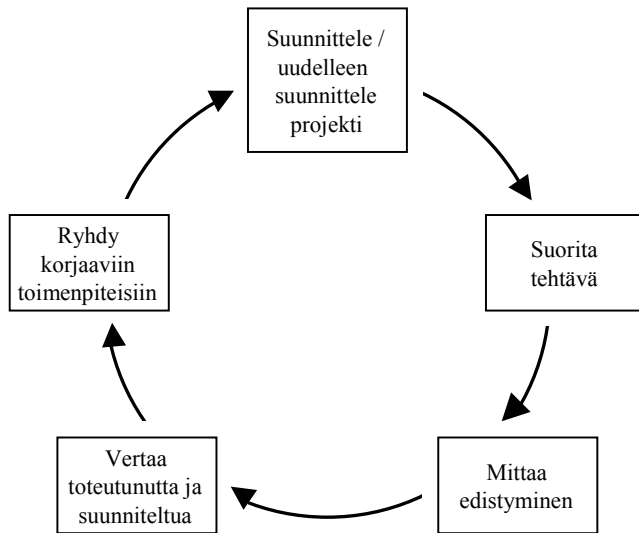 Suunnittele /
uudelleen
suunnittele
projekti
Suorita
tehtävä
Mittaa
edistyminen
Vertaa
toteutunutta ja
suunniteltua
Ryhdy
korjaaviin
toimenpiteisiin